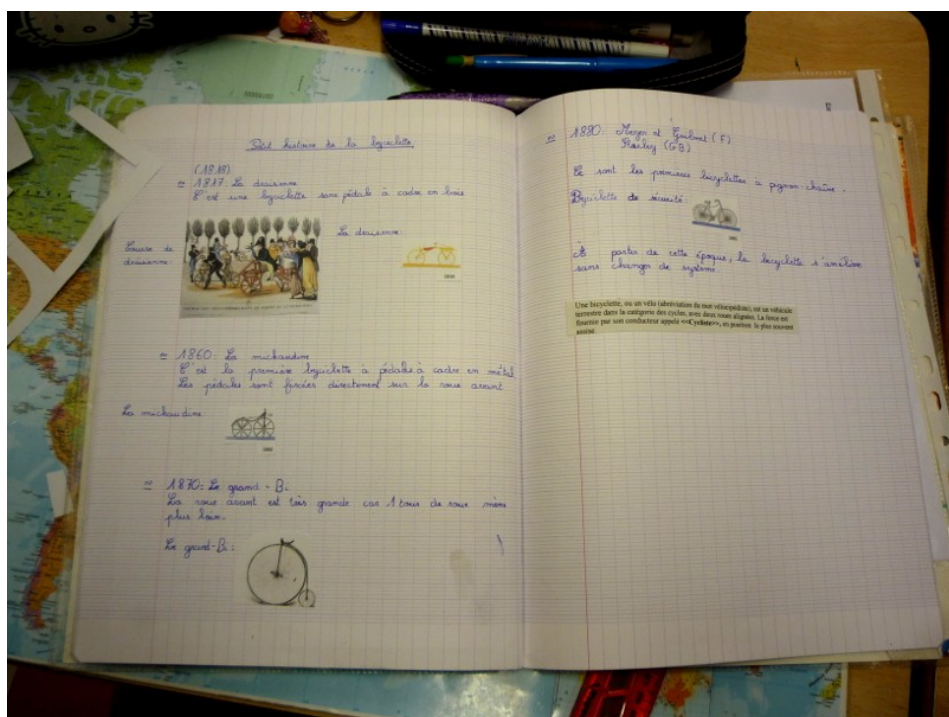 Petit histoire de la bicyclette
(1818)
≈ 1817: La draisienne
C'est une bicyclette sans pédale à cadre en bois
Course de
draisienne:
La draisienne:
≈ 1860: La michaudine
C'est la première bicyclette à pédales à cadre en métal
Les pédales sont fixées directement sur la roue avant
La michaudine:
≈ 1870: Le grand-Bi
La roue avant est très grande car 1 tour de roue mène
plus loin.
Le grand-Bi:
≈ 1880: Meyer et Guilmet (F)
(GB)
Ce sont les premières bicyclettes à pignon-chaîne.
Bicyclette de sécurité:
À partir de cette époque, la bicyclette s'améliore
sans changer de système.
Une bicyclette, ou un vélo (abréviation du mot vélocipède), est un véhicule
terrestre dans la catégorie des cycles, avec deux roues alignées. La force est
fournie par son conducteur appelé <<Cycliste>>, en position le plus souvent
assise.